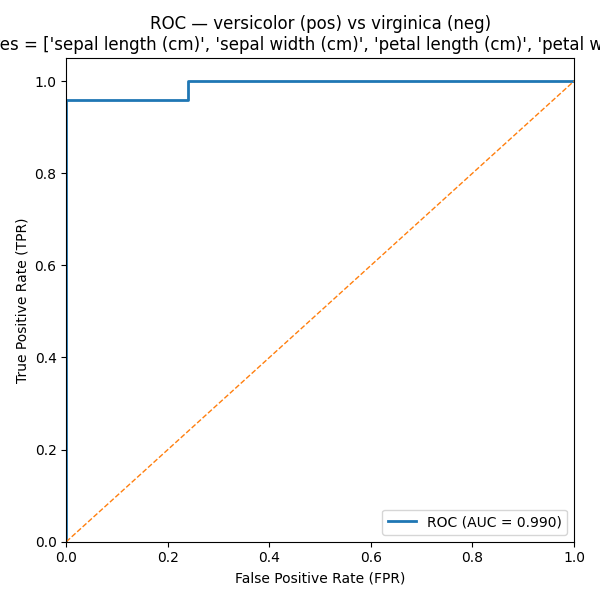 ROC — versicolor (pos) vs virginica (neg)
es = ['sepal length (cm)', 'sepal width (cm)', 'petal length (cm)', 'petal w
1.0
0.8
0.6
0.4
0.2
0.0
True Positive Rate (TPR)
ROC (AUC = 0.990)
0.0 0.2 0.4 0.6 0.8 1.0
False Positive Rate (FPR)